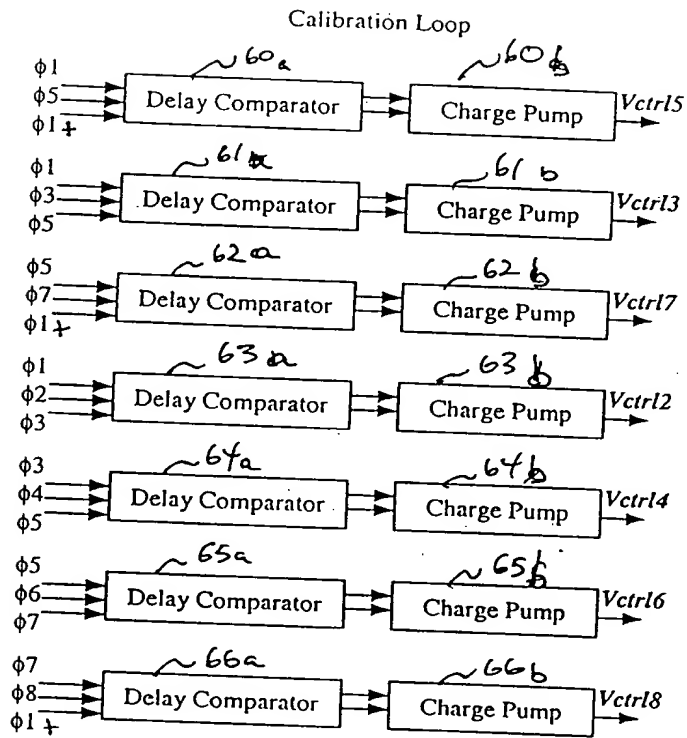 Calibration Loop
60a 60b
ϕ1
ϕ5 Delay Comparator Charge Pump Vctrl5
ϕ1+
61a 61b
ϕ1
ϕ3 Delay Comparator Charge Pump Vctrl3
ϕ5
62a 62b
ϕ5
ϕ7 Delay Comparator Charge Pump Vctrl7
ϕ1+
63a 63b
ϕ1
ϕ2 Delay Comparator Charge Pump Vctrl2
ϕ3
64a 64b
ϕ3
ϕ4 Delay Comparator Charge Pump Vctrl4
ϕ5
65a 65b
ϕ5
ϕ6 Delay Comparator Charge Pump Vctrl6
ϕ7
66a 66b
ϕ7
ϕ8 Delay Comparator Charge Pump Vctrl8
ϕ1+